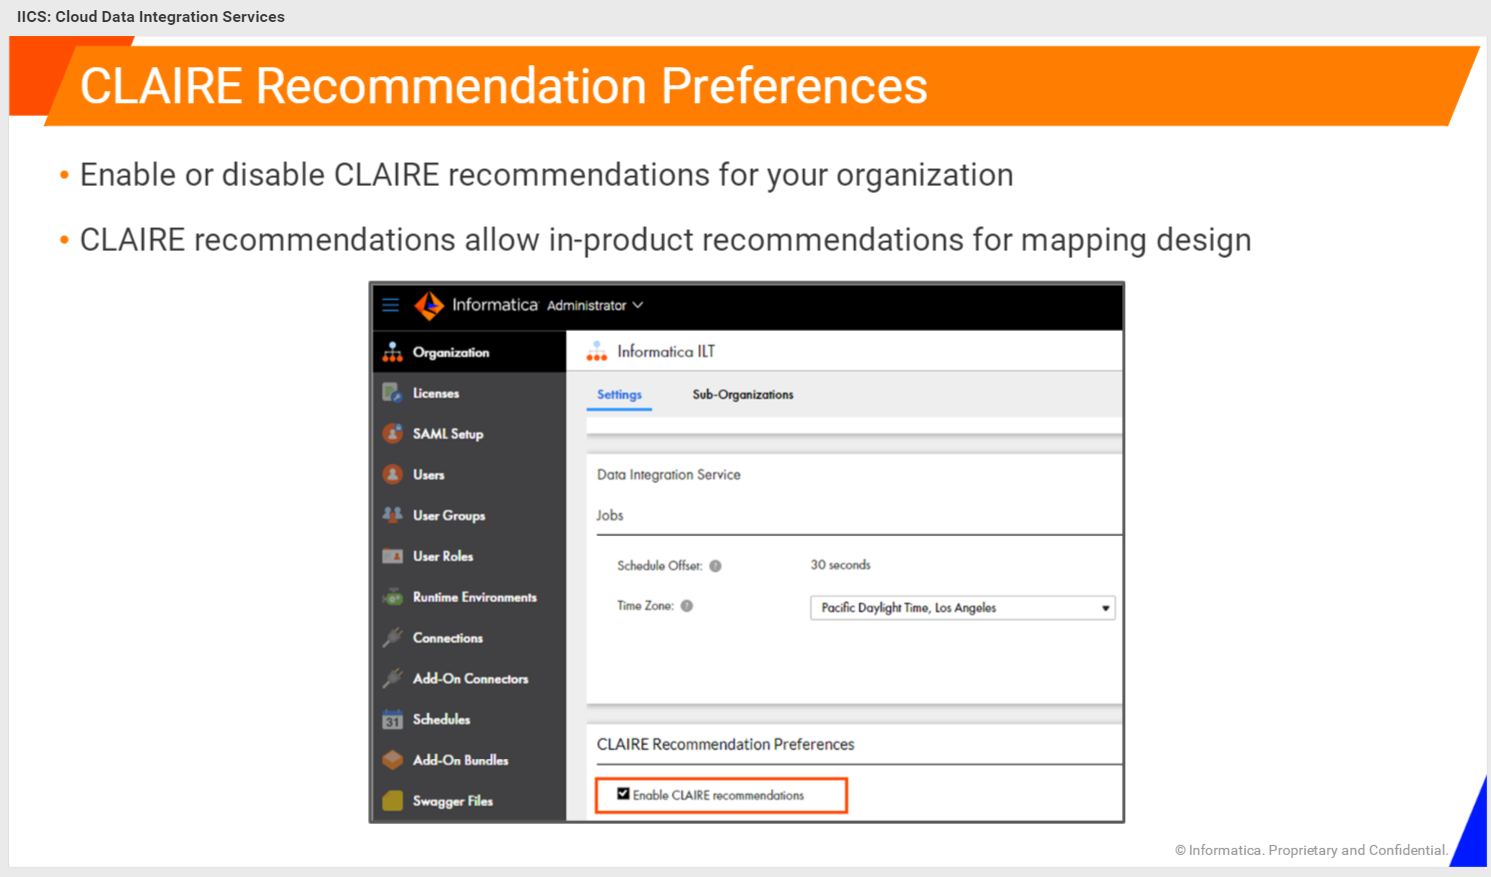 IICS: Cloud Data Integration Services
CLAIRE Recommendation Preferences
• Enable or disable CLAIRE recommendations for your organization
• CLAIRE recommendations allow in-product recommendations for mapping design
Informatica Administrator
Organization
Licenses
SAML Setup
Users
User Groups
User Roles
Runtime Environments
Connections
Add-On Connectors
31 Schedules
Add-On Bundles
Swagger Files
Informatica ILT
Settings Sub-Organizations
Data Integration Service
Jobs
Schedule Offset: ? 30 seconds
Time Zone: ? Pacific Daylight Time, Los Angeles
CLAIRE Recommendation Preferences
Enable CLAIRE recommendations
© Informatica. Proprietary and Confidential.